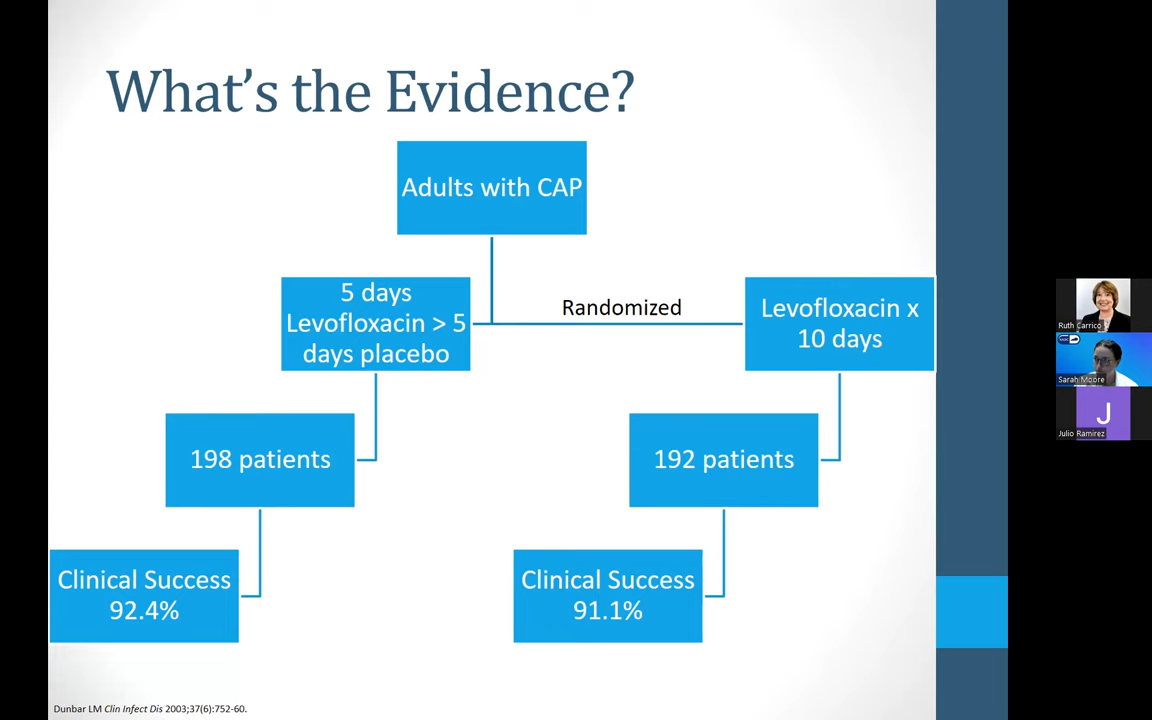 What's the Evidence?
Adults with CAP
5 days
Levofloxacin > 5
days placebo
Randomized
Levofloxacin x
10 days
198 patients
192 patients
Clinical Success
92.4%
Clinical Success
91.1%
Dunbar LM Clin Infect Dis 2003;37(6):752-60.
Ruth Carrico
Sarah Moore
J
Julio Ramirez